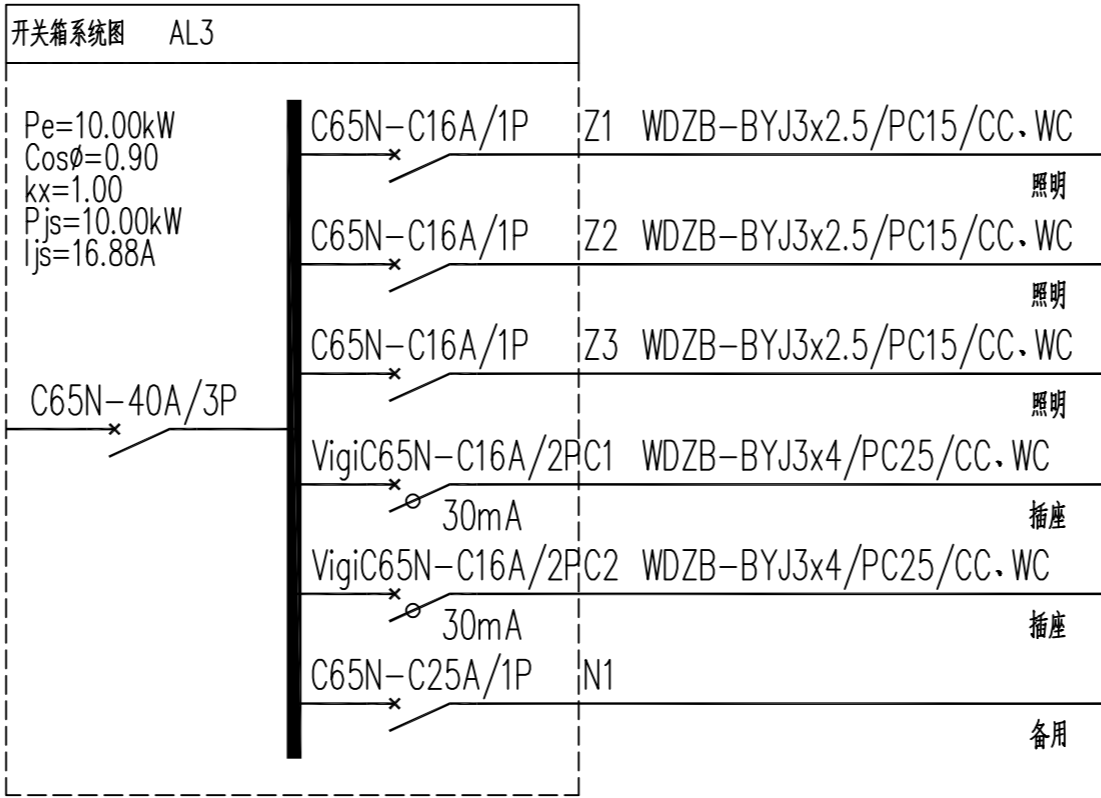 开关箱系统图 AL3
Pe=10.00kW
CosØ=0.90
kx=1.00
Pjs=10.00kW
Ijs=16.88A
C65N-40A/3P
C65N-C16A/1P Z1 WDZB-BYJ3x2.5/PC15/CC、WC
照明
C65N-C16A/1P Z2 WDZB-BYJ3x2.5/PC15/CC、WC
照明
C65N-C16A/1P Z3 WDZB-BYJ3x2.5/PC15/CC、WC
照明
VigiC65N-C16A/2P C1 WDZB-BYJ3x4/PC25/CC、WC
30mA 插座
VigiC65N-C16A/2P C2 WDZB-BYJ3x4/PC25/CC、WC
30mA 插座
C65N-C25A/1P N1
备用